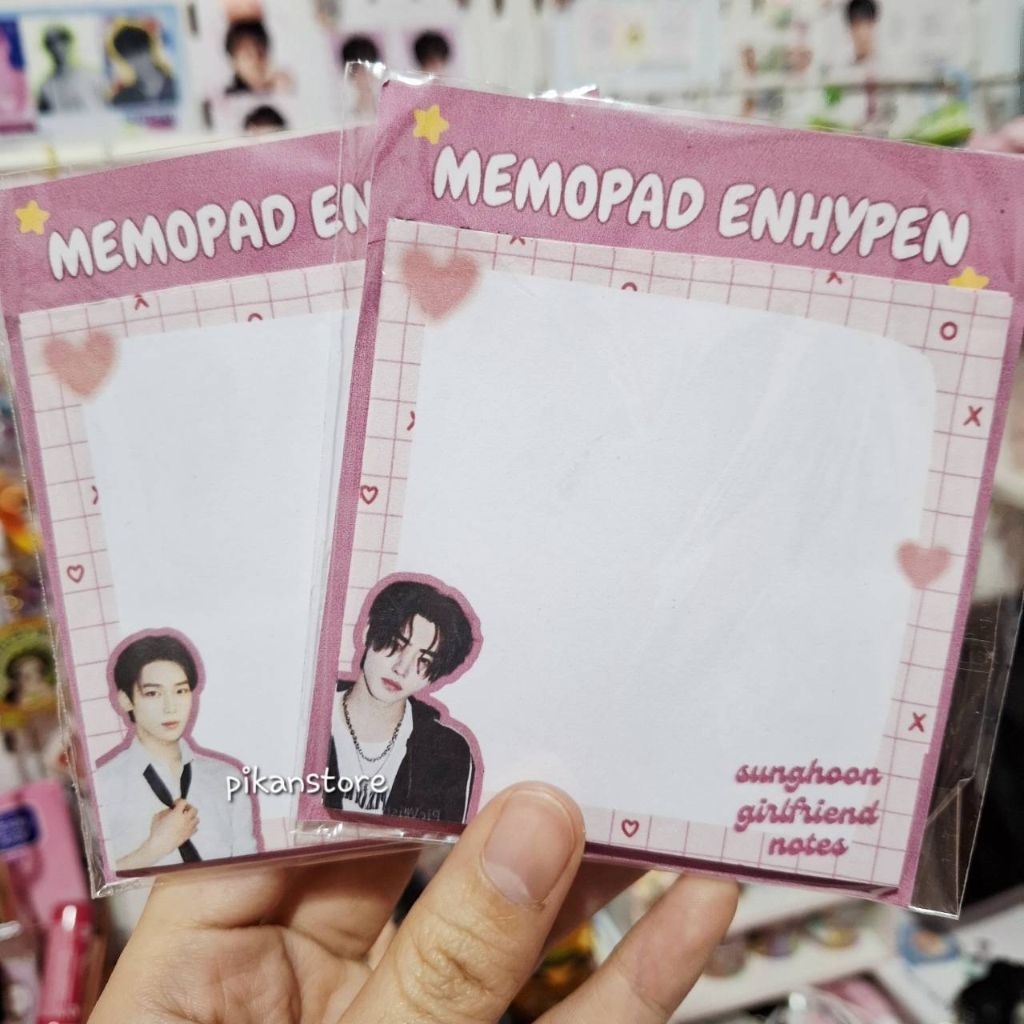 MEMOPAD EN
MEMOPAD ENHYPEN
pikanstore
sunghoon
girlfriend
notes